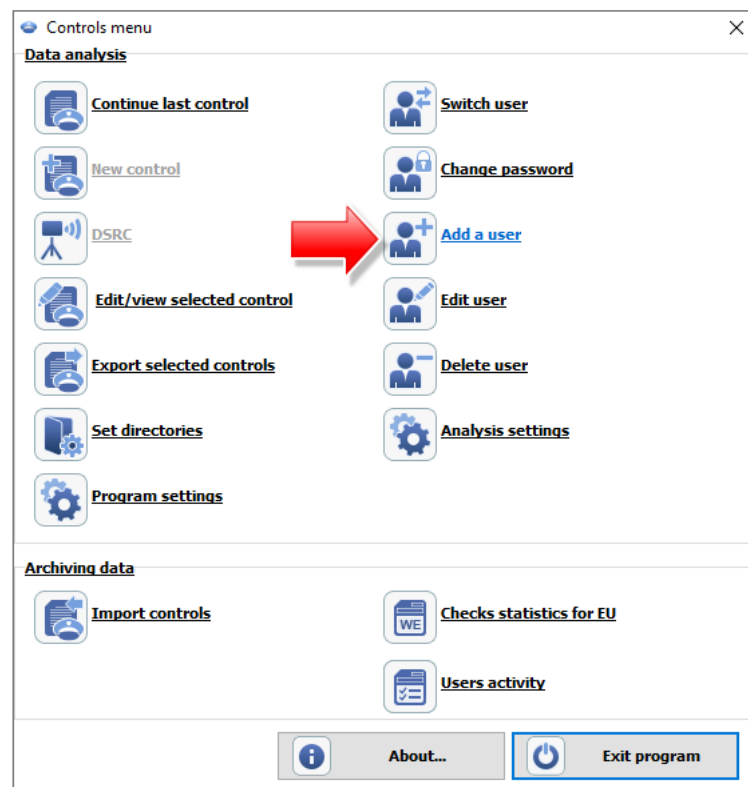 Controls menu
Data analysis
Continue last control
Switch user
New control
Change password
DSRC
Add a user
Edit/view selected control
Edit user
Export selected controls
Delete user
Set directories
Analysis settings
Program settings
Archiving data
Import controls
WE
Checks statistics for EU
Users activity
About...
Exit program